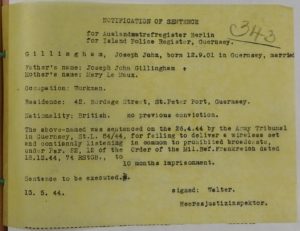 NOTIFICATION OF SENTENCE
343
for Auslandsstrafregister Berlin
for Island Police Register, Guernsey.
Gillingham, Joseph John, born 12.9.01 in Guernsey, married
Father's name: Joseph John Gillingham
Mother's name: Mary Le
Occupation: Workman.
Residence: 42, Bordage Street, St.Peter Port, Guernsey.
Nationality: British. no previous conviction.
The above-named was sentenced on the 26.4.44 by the Army Tribunal
in Guernsey, St.L. 54/44, for failing to deliver a wireless set
and continually listening in common to prohibited broadcasts,
under Par. 12 of the Order of the Mil.Bef.Frankreich dated
18.12.44, 74 RStGB., to
10 months imprisonment.
Sentence to be executed.
13. 5. 44. signed: Welter.
Heeresjustizinspektor.